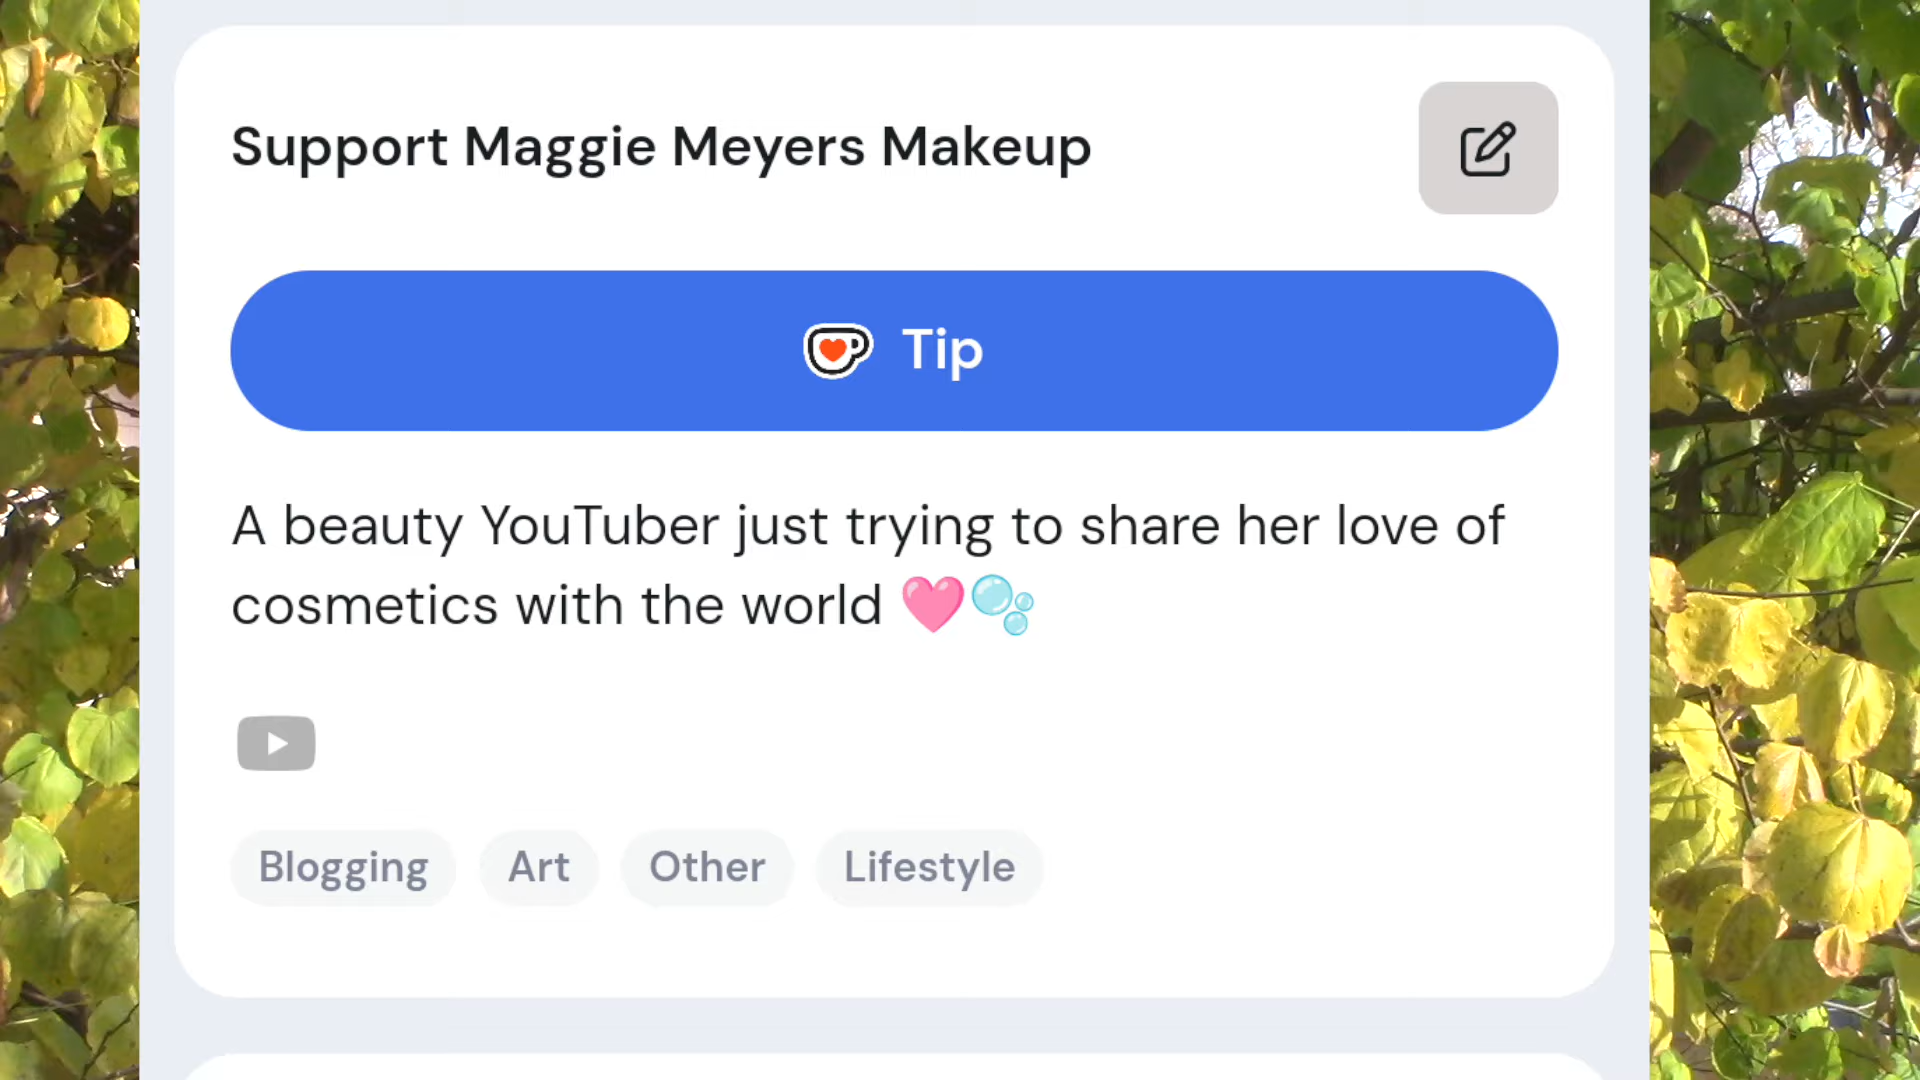 Support Maggie Meyers Makeup
Tip
A beauty YouTuber just trying to share her love of
cosmetics with the world 🩷🫧
Blogging Art Other Lifestyle